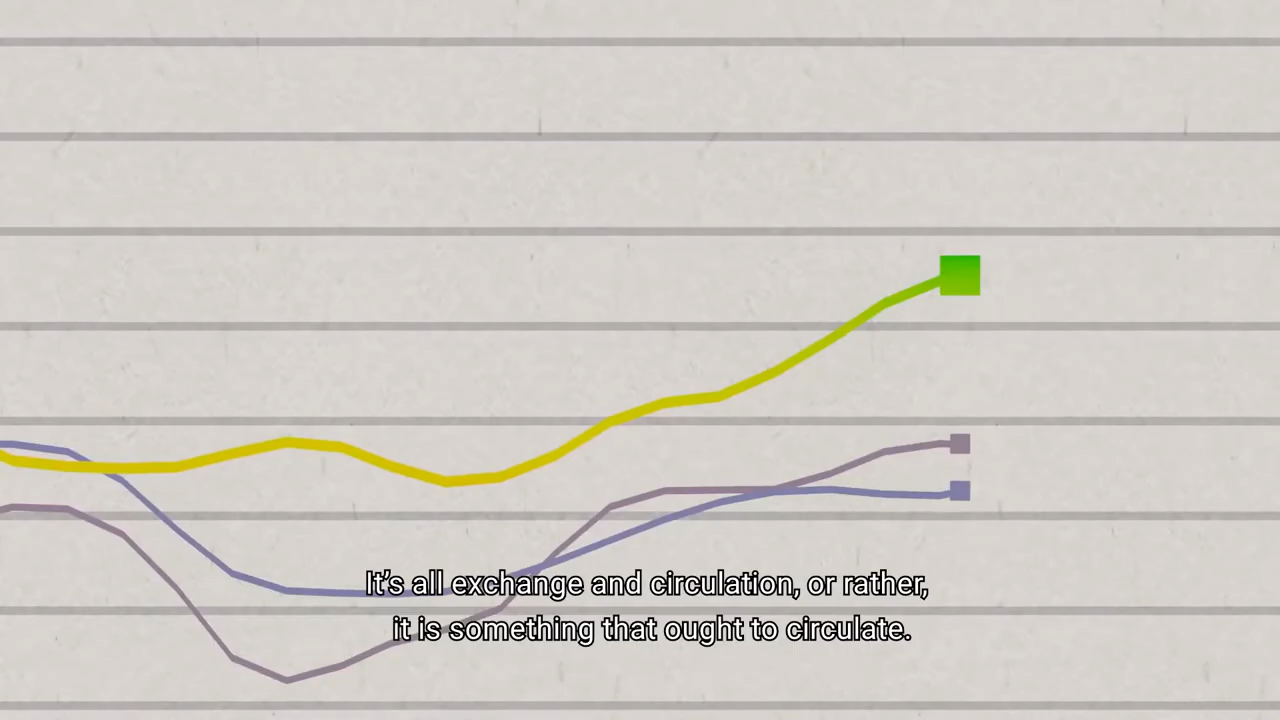 It’s all exchange and circulation, or rather,
it is something that ought to circulate.